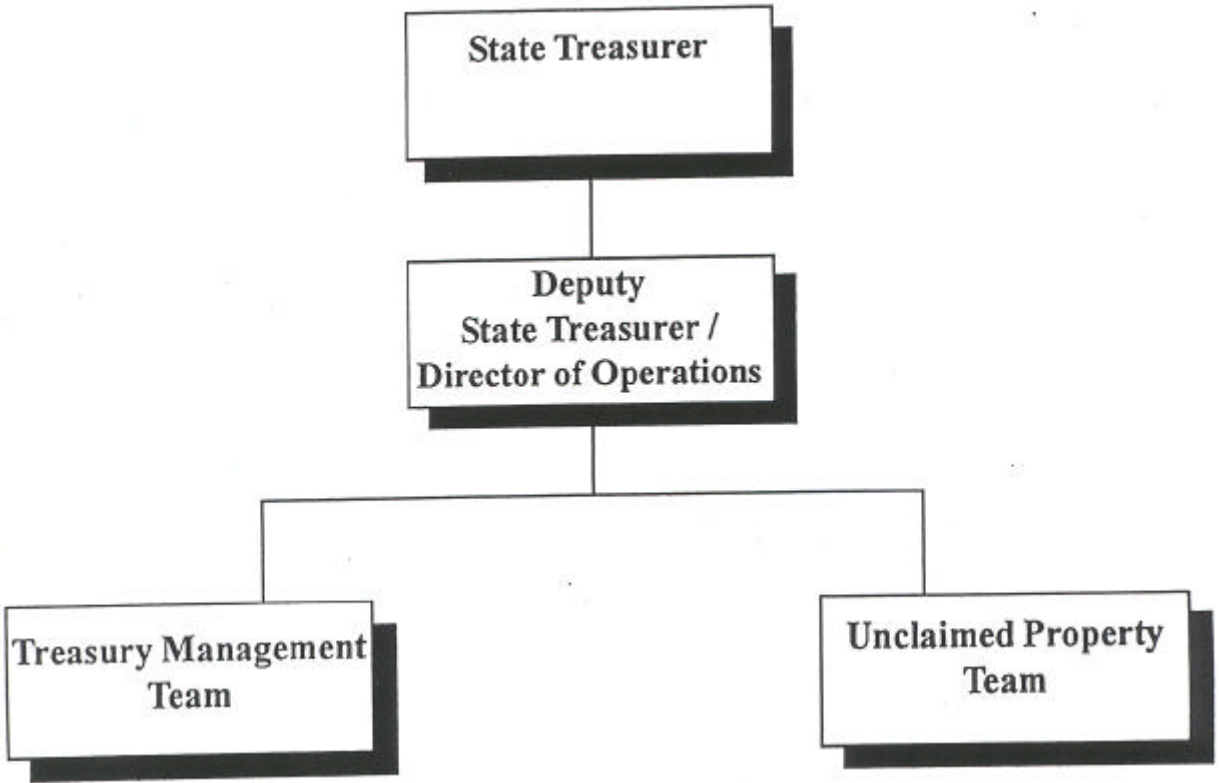 State Treasurer
Deputy
State Treasurer /
Director of Operations
Treasury Management
Team
Unclaimed Property
Team